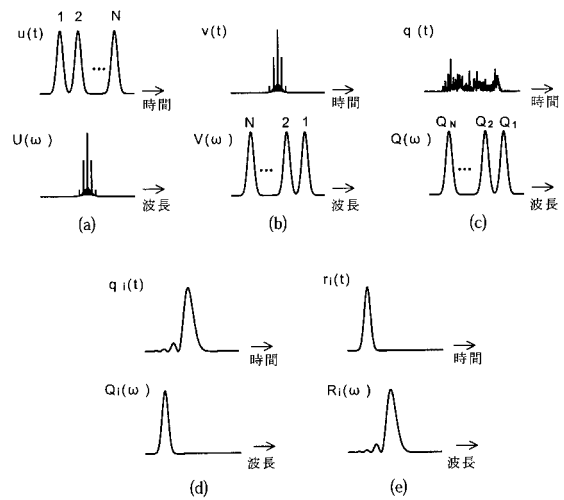 1 2 N
u(t)
...
時間
U(ω)
波長
(a)
v(t)
時間
N 2 1
V(ω)
...
波長
(b)
q(t)
時間
QN Q2 Q1
Q(ω)
...
波長
(c)
qi(t)
時間
Qi(ω)
波長
(d)
ri(t)
時間
Ri(ω)
波長
(e)